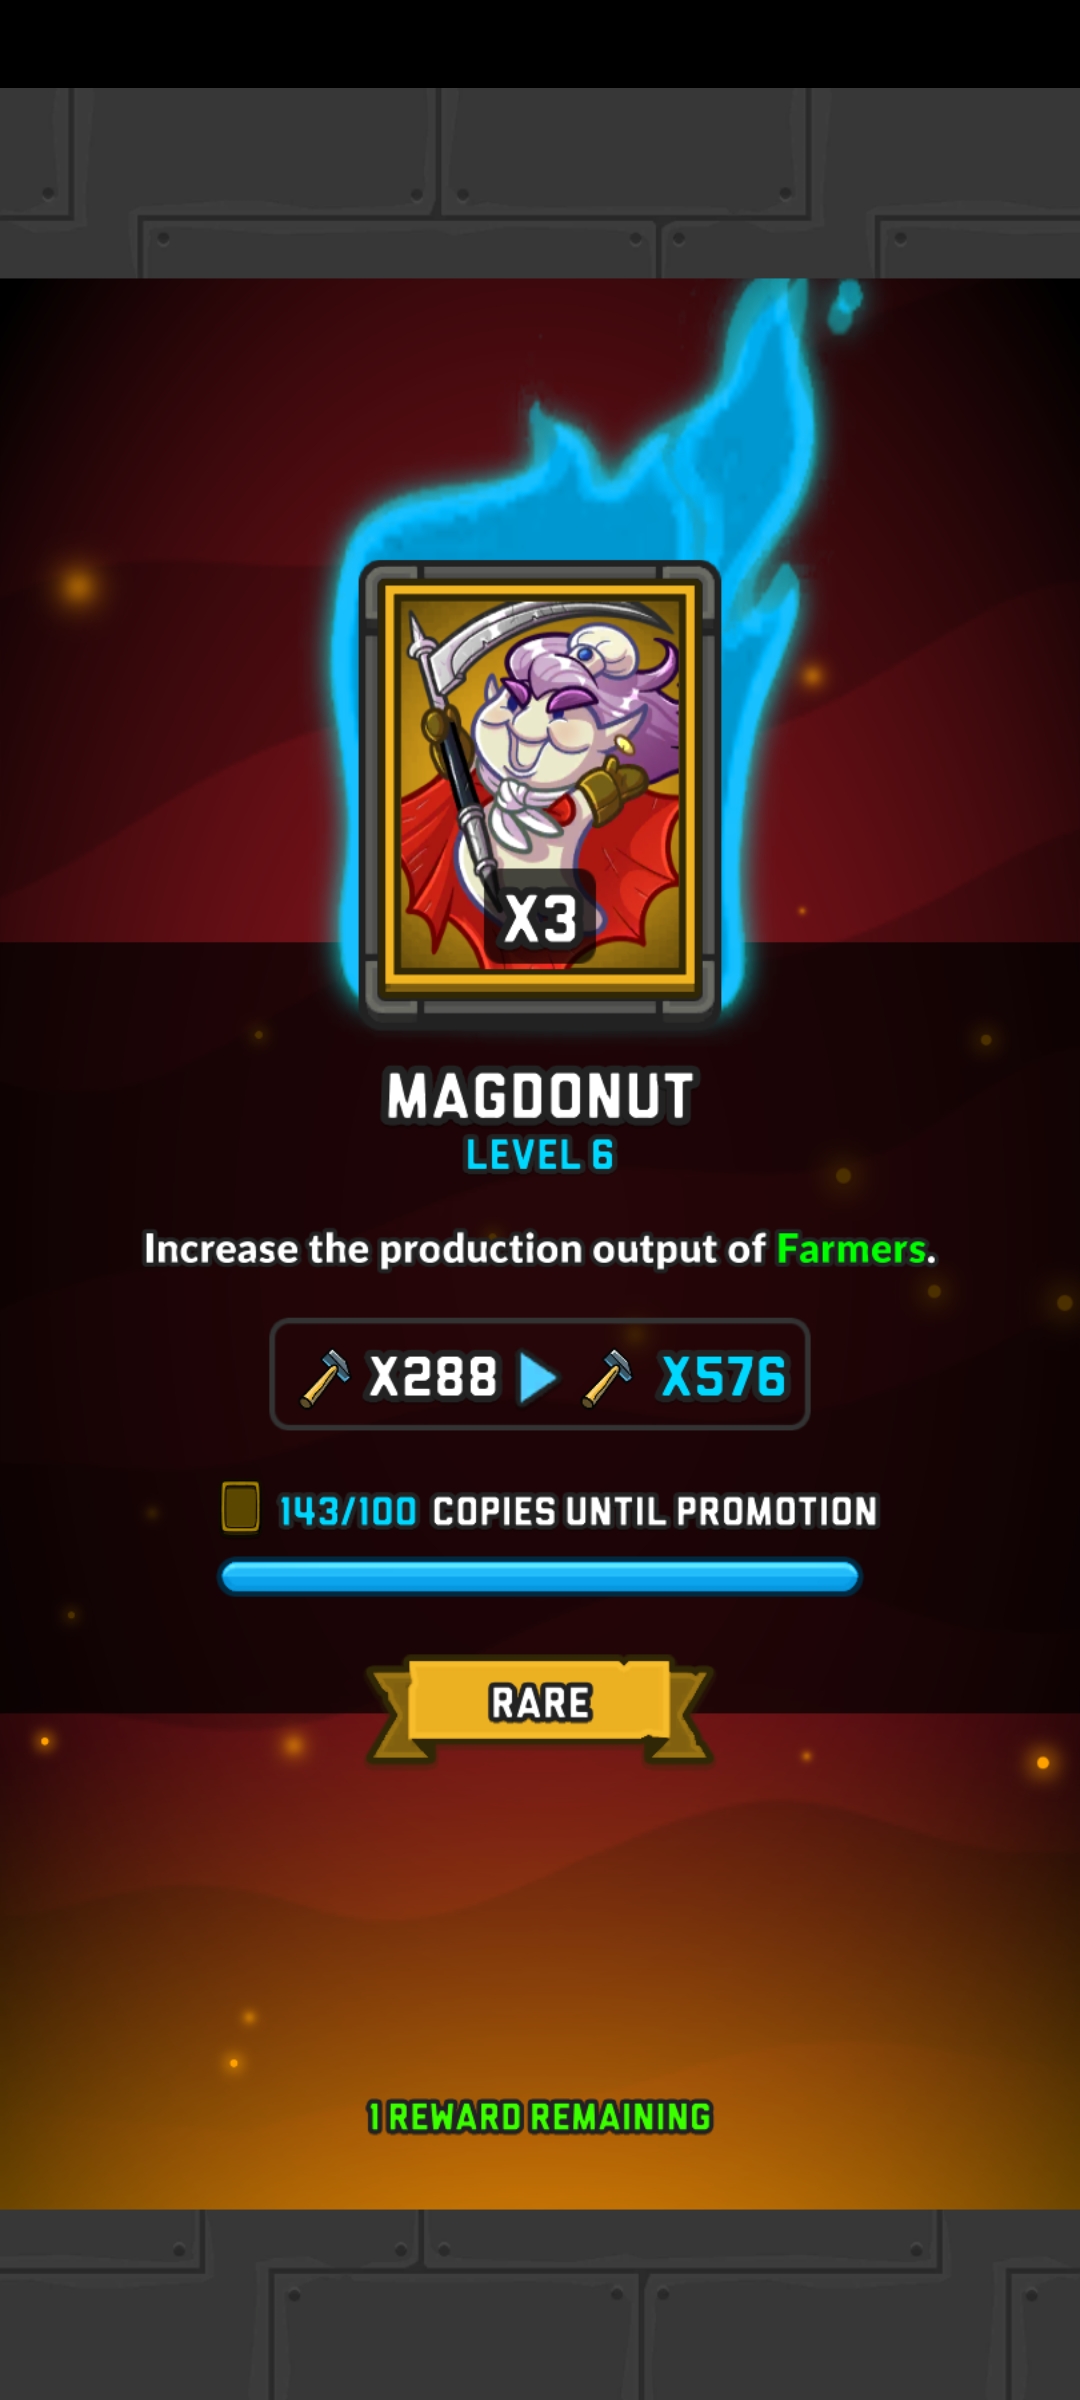 X3
MAGDONUT
LEVEL 6
Increase the production output of Farmers.
X288 X576
143/100 COPIES UNTIL PROMOTION
RARE
1 REWARD REMAINING